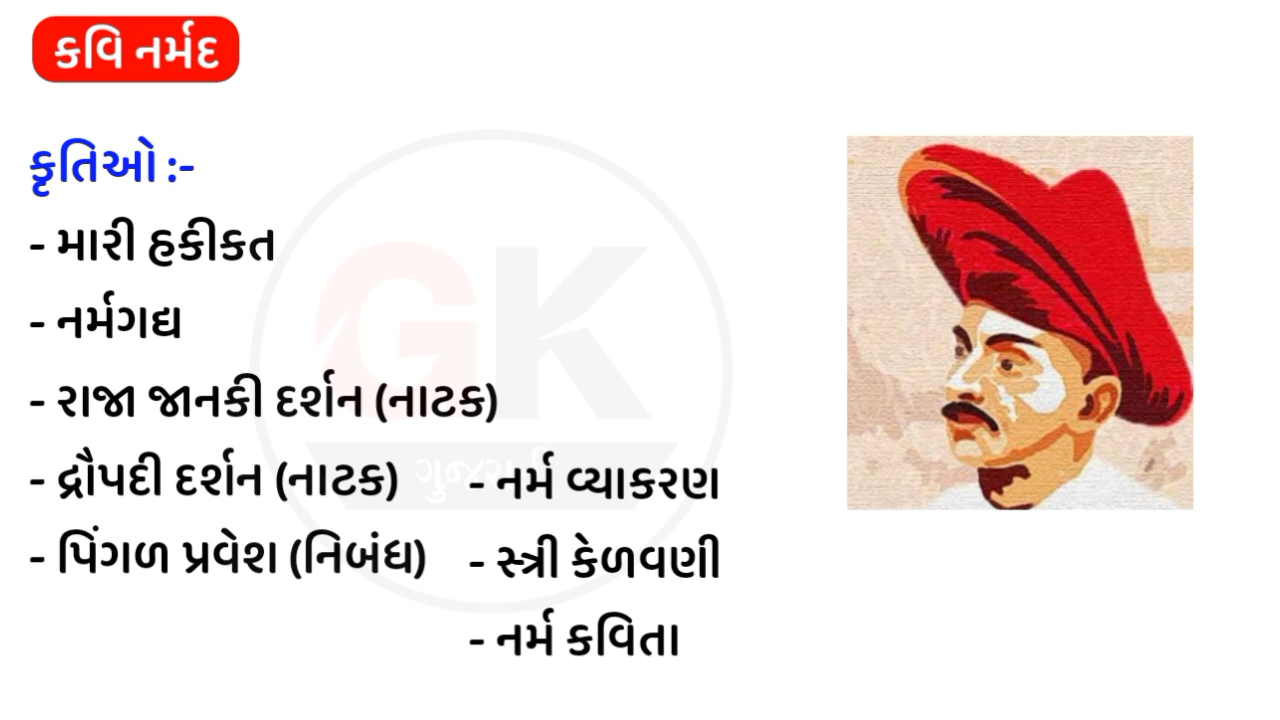 કવિ નર્મદ
કૃતિઓ :-
- મારી હકીકત
- નર્મગદ્ય
- રાજા જાનકી દર્શન (નાટક)
- દ્રૌપદી દર્શન (નાટક)
- પિંગળ પ્રવેશ (નિબંધ)
- નર્મ વ્યાકરણ
- સ્ત્રી કેળવણી
- નર્મ કવિતા
GK